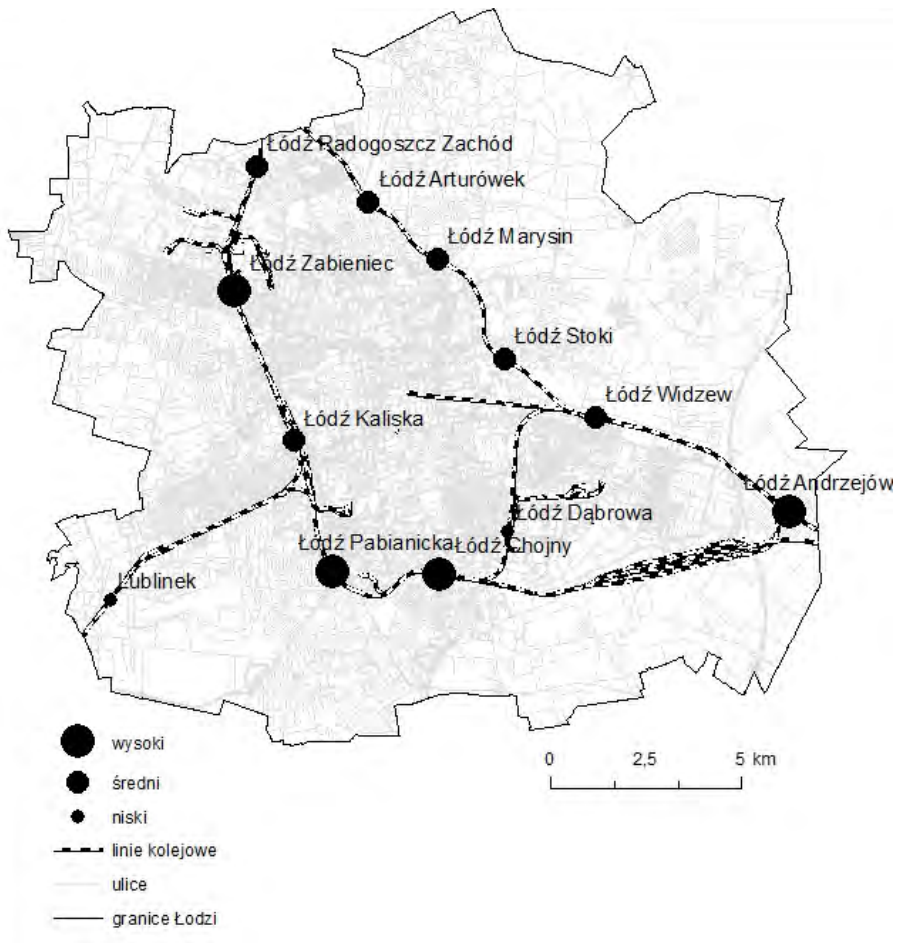 Łódź Radogoszcz Zachód
Łódź Arturówek
Łódź Marysin
Łódź Zabieniec
Łódź Stoki
Łódź Widzew
Łódź Kaliska
Łódź Andrzejów
Łódź Dąbrowa
Łódź Pabianicka
Łódź Chojny
Lublinek
wysoki
średni
niski
linie kolejowe
ulice
granice Łodzi
0 2,5 5 km